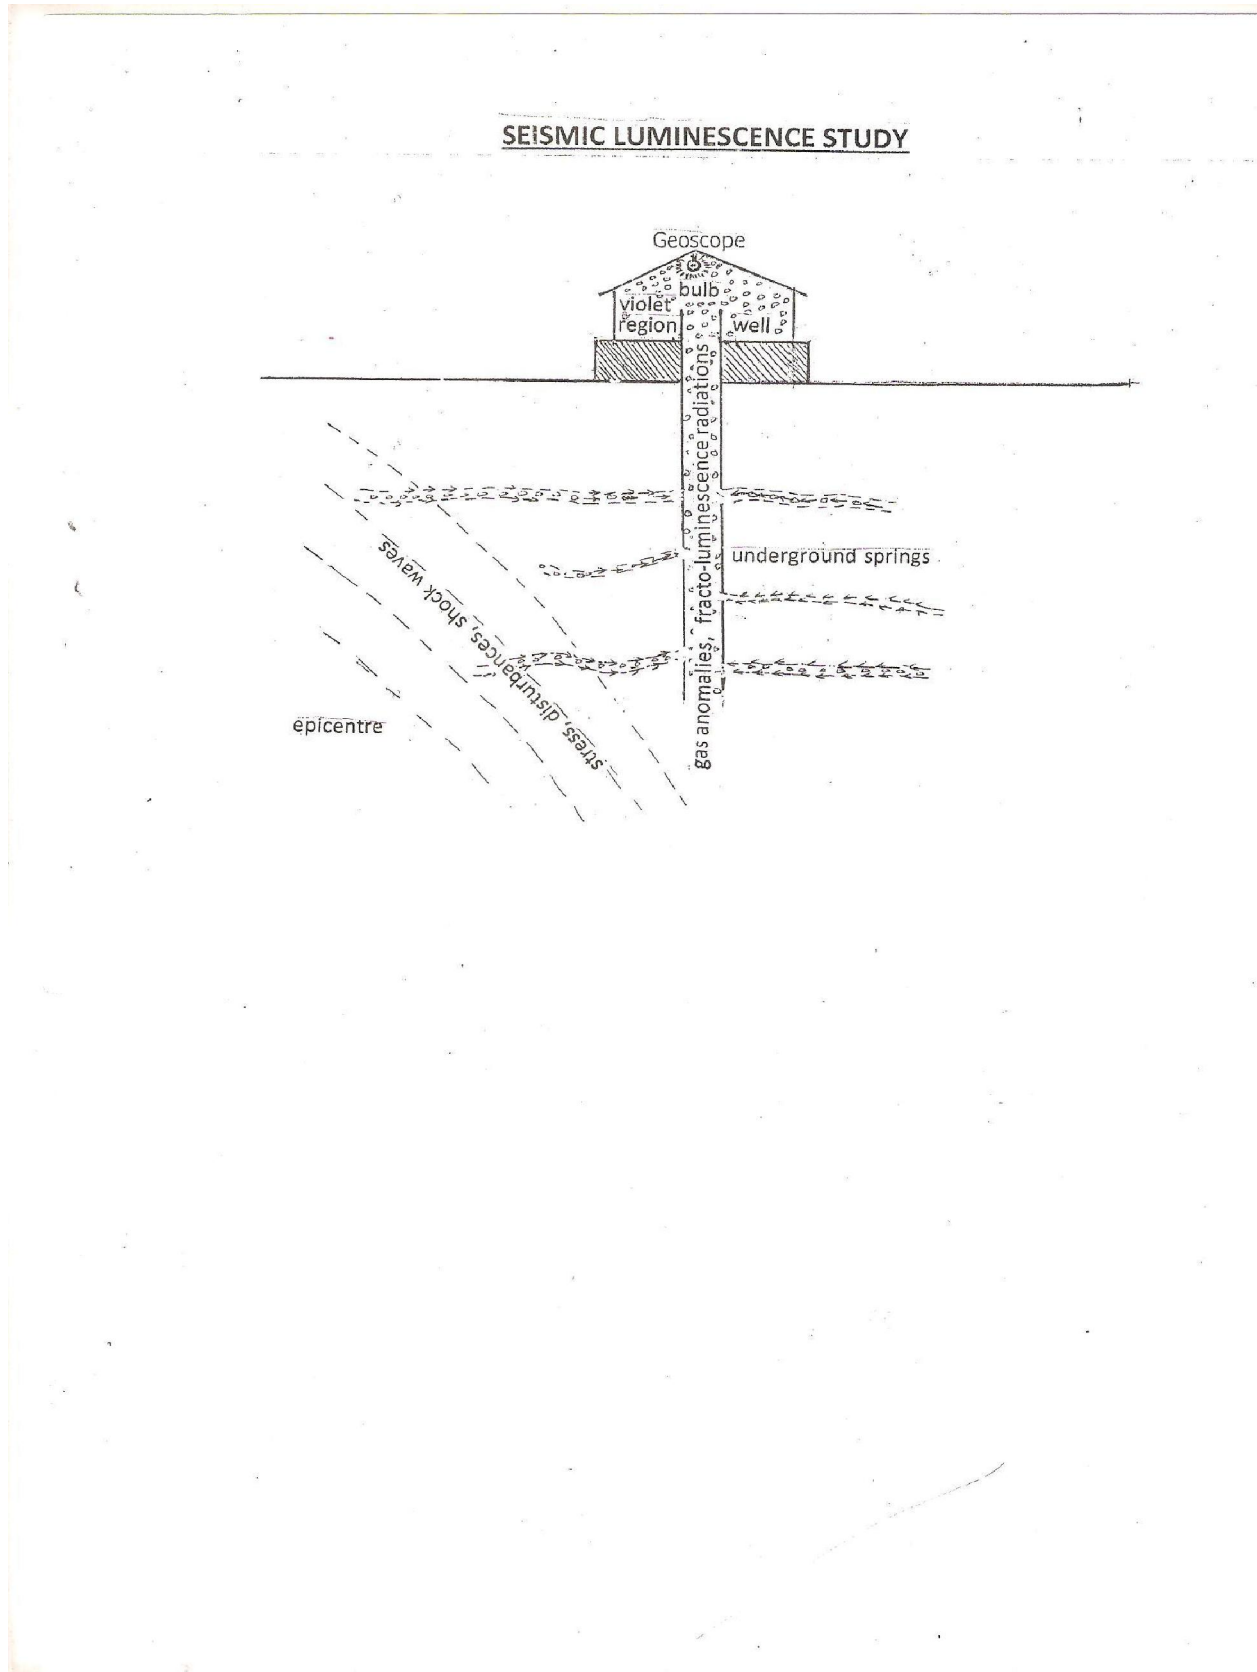 SEISMIC LUMINESCENCE STUDY
Geoscope
bulb
violet
region
well
gas anomalies, fracto-luminescence radiations
underground springs
stress, disturbances, shock waves
epicentre